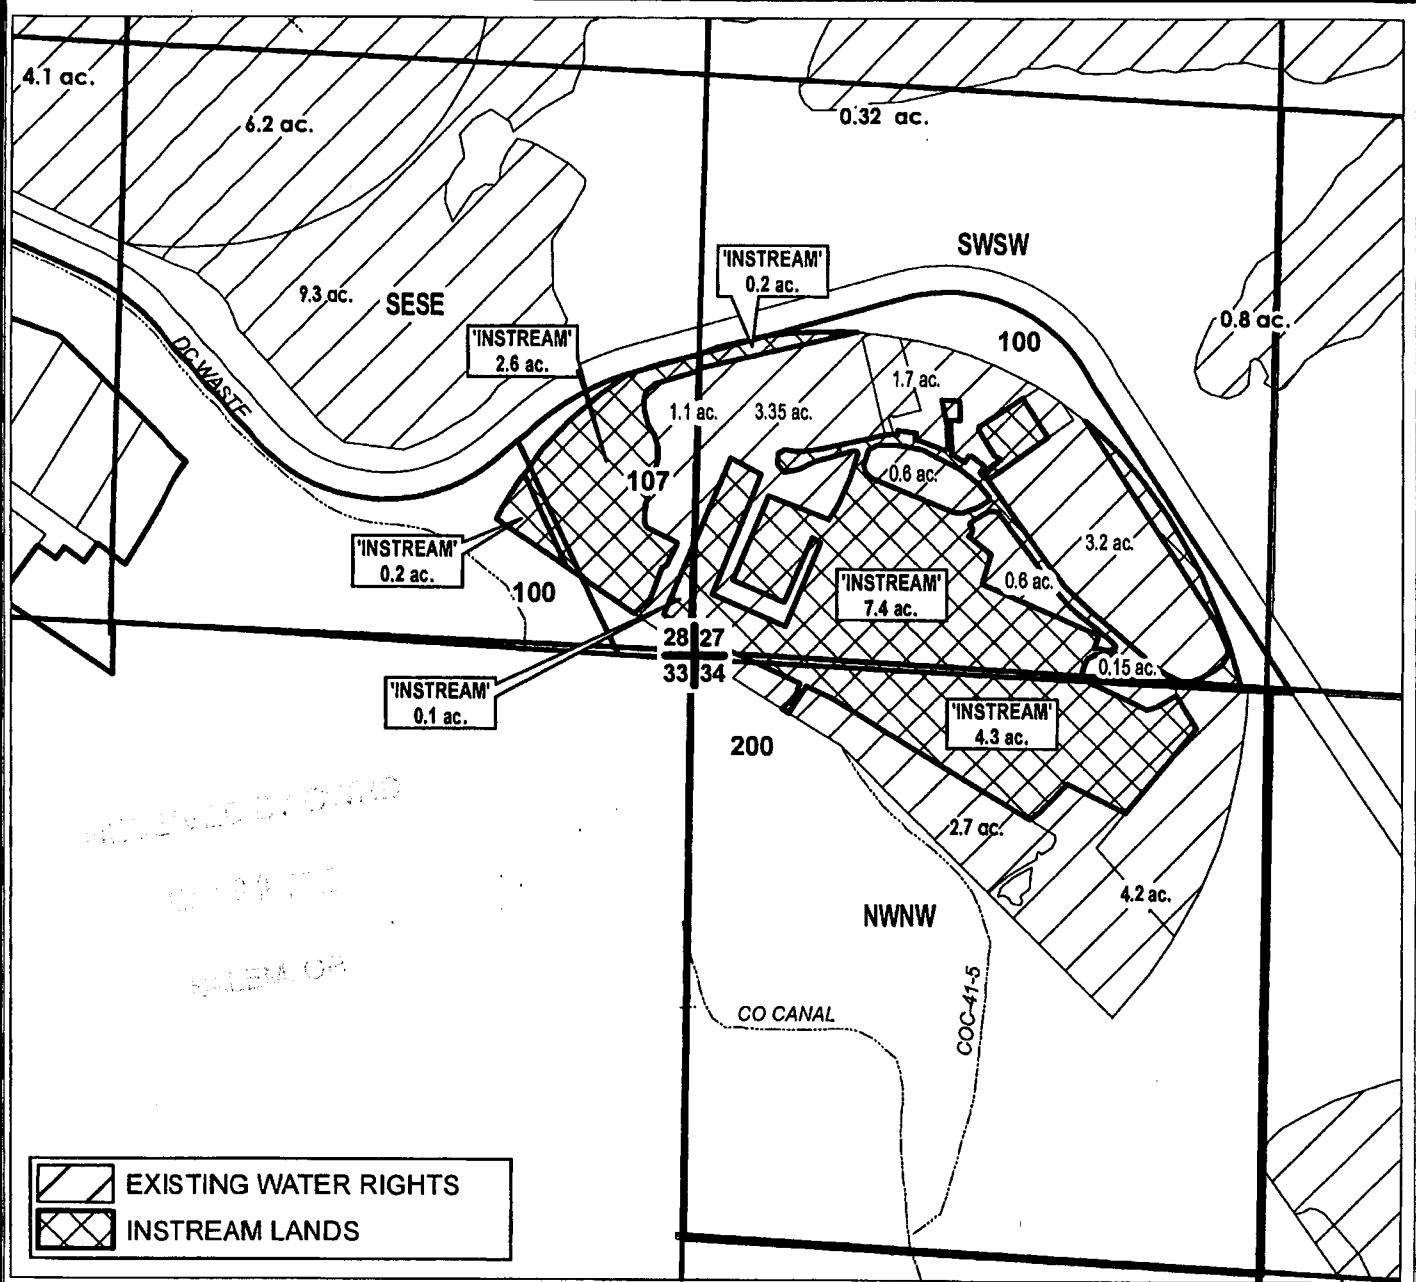 4.1 ac.
6.2 ac.
0.32 ac.
SWSW
'INSTREAM'
0.2 ac.
9.3 ac.
SESE
0.8 ac.
'INSTREAM'
2.6 ac.
100
DC WASTE
1.7 ac.
1.1 ac.
3.35 ac.
107
0.6 ac.
'INSTREAM'
0.2 ac.
3.2 ac.
100
'INSTREAM'
7.4 ac.
0.6 ac.
28 27
33 34
0.15 ac.
'INSTREAM'
0.1 ac.
'INSTREAM'
4.3 ac.
200
2.7 ac.
4.2 ac.
NWNW
SALEM, OR
CO CANAL
COC-41-5
EXISTING WATER RIGHTS
INSTREAM LANDS